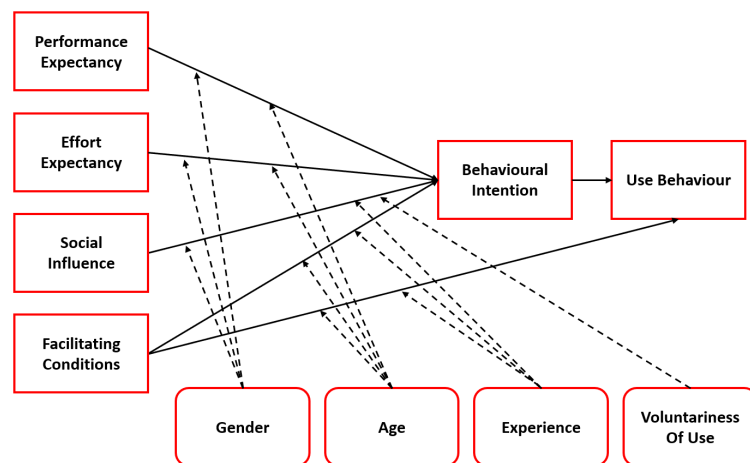 Performance
Expectancy
Effort
Expectancy
Behavioural
Intention
Use Behaviour
Social
Influence
Facilitating
Conditions
Gender
Age
Experience
Voluntariness
Of Use